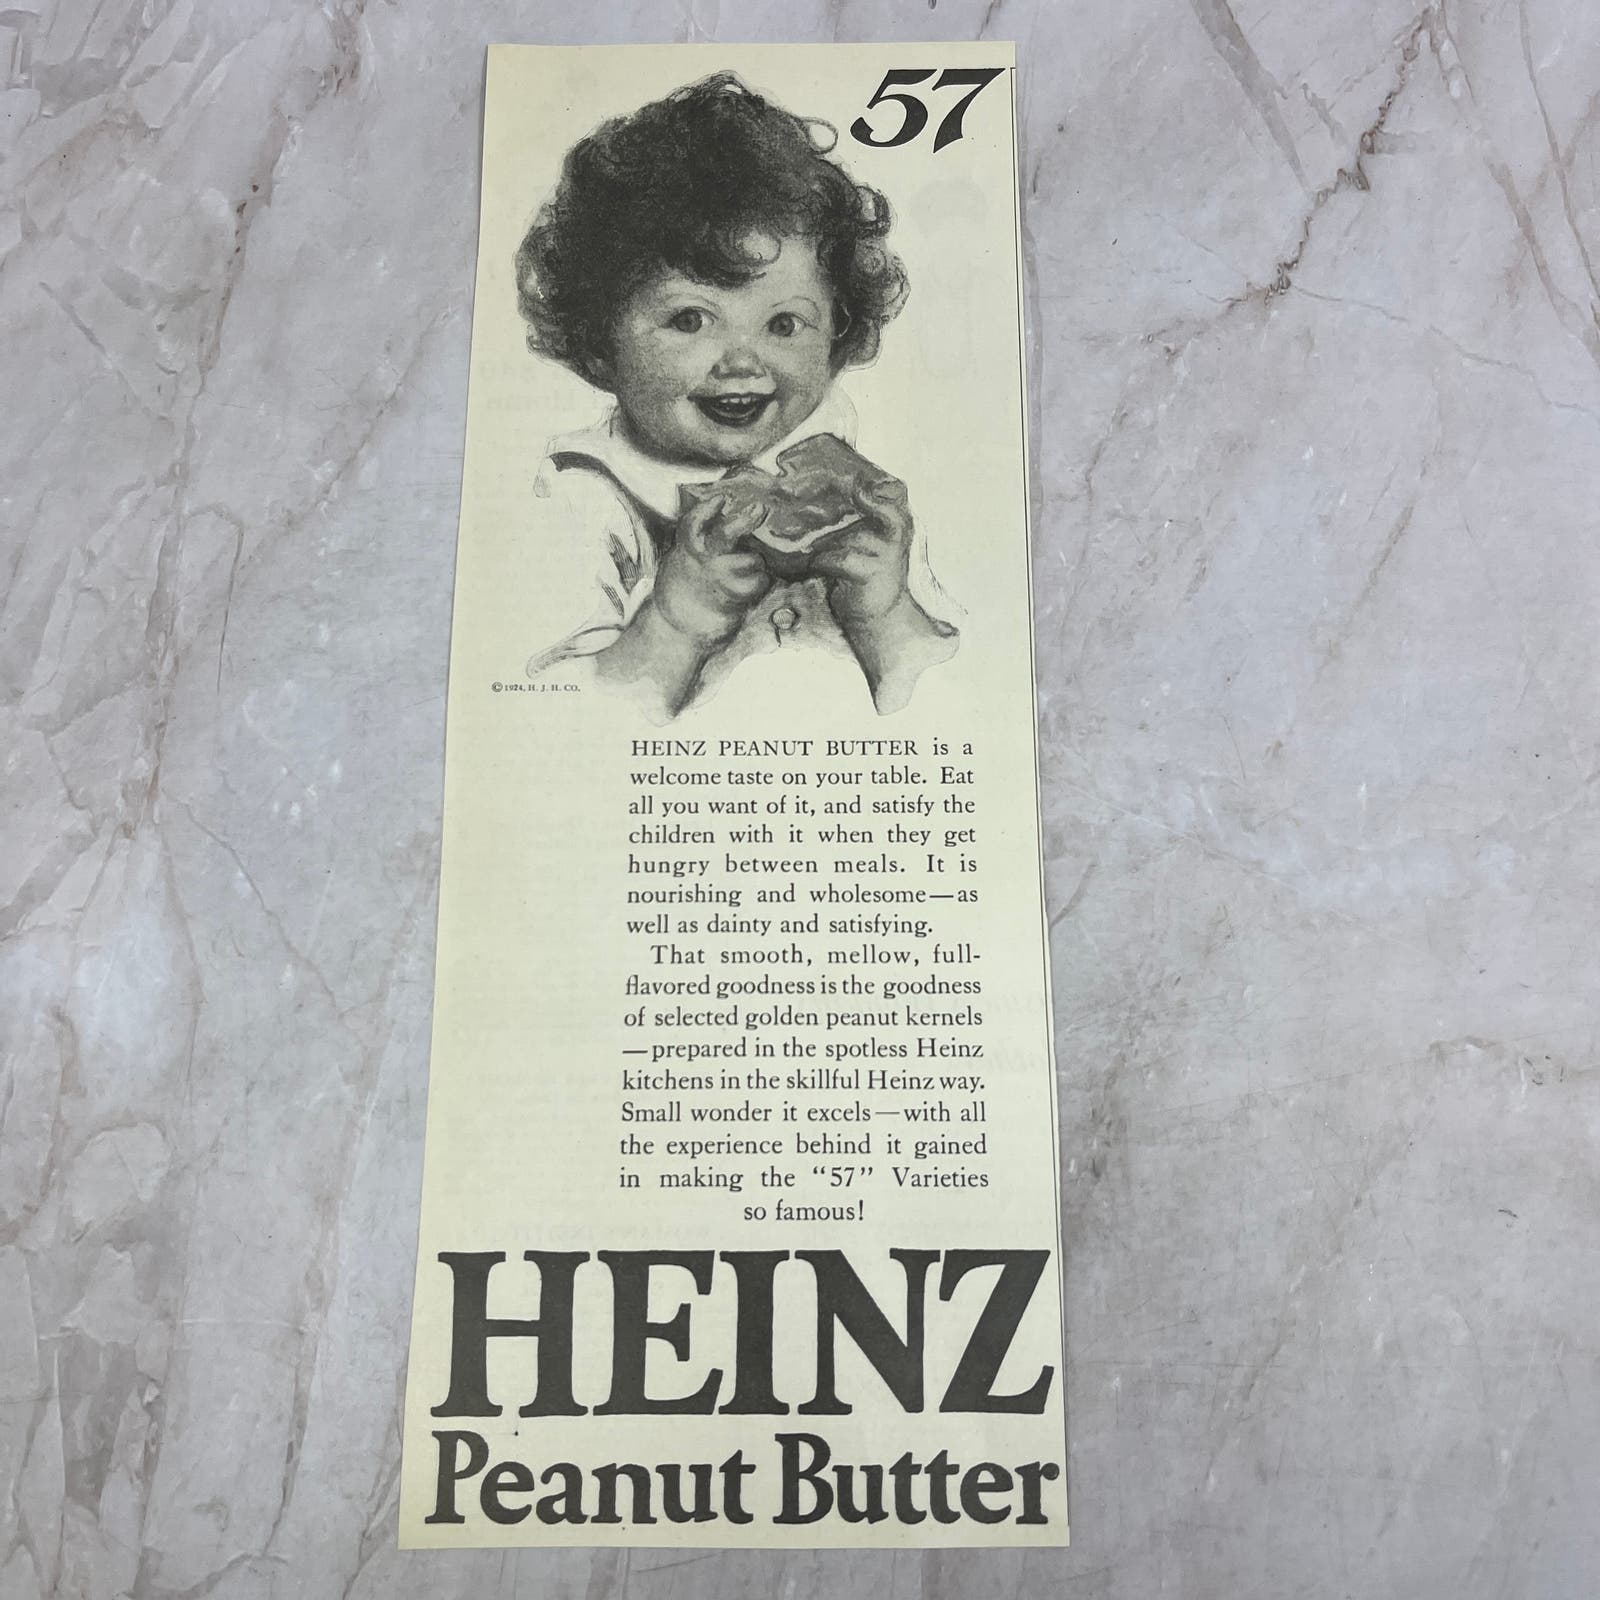 57
© 1924, H. J. H. CO.
HEINZ PEANUT BUTTER is a
welcome taste on your table. Eat
all you want of it, and satisfy the
children with it when they get
hungry between meals. It is
nourishing and wholesome—as
well as dainty and satisfying.
That smooth, mellow, full-
flavored goodness is the goodness
of selected golden peanut kernels
—prepared in the spotless Heinz
kitchens in the skillful Heinz way.
Small wonder it excels—with all
the experience behind it gained
in making the “57” Varieties
so famous!
HEINZ
Peanut Butter